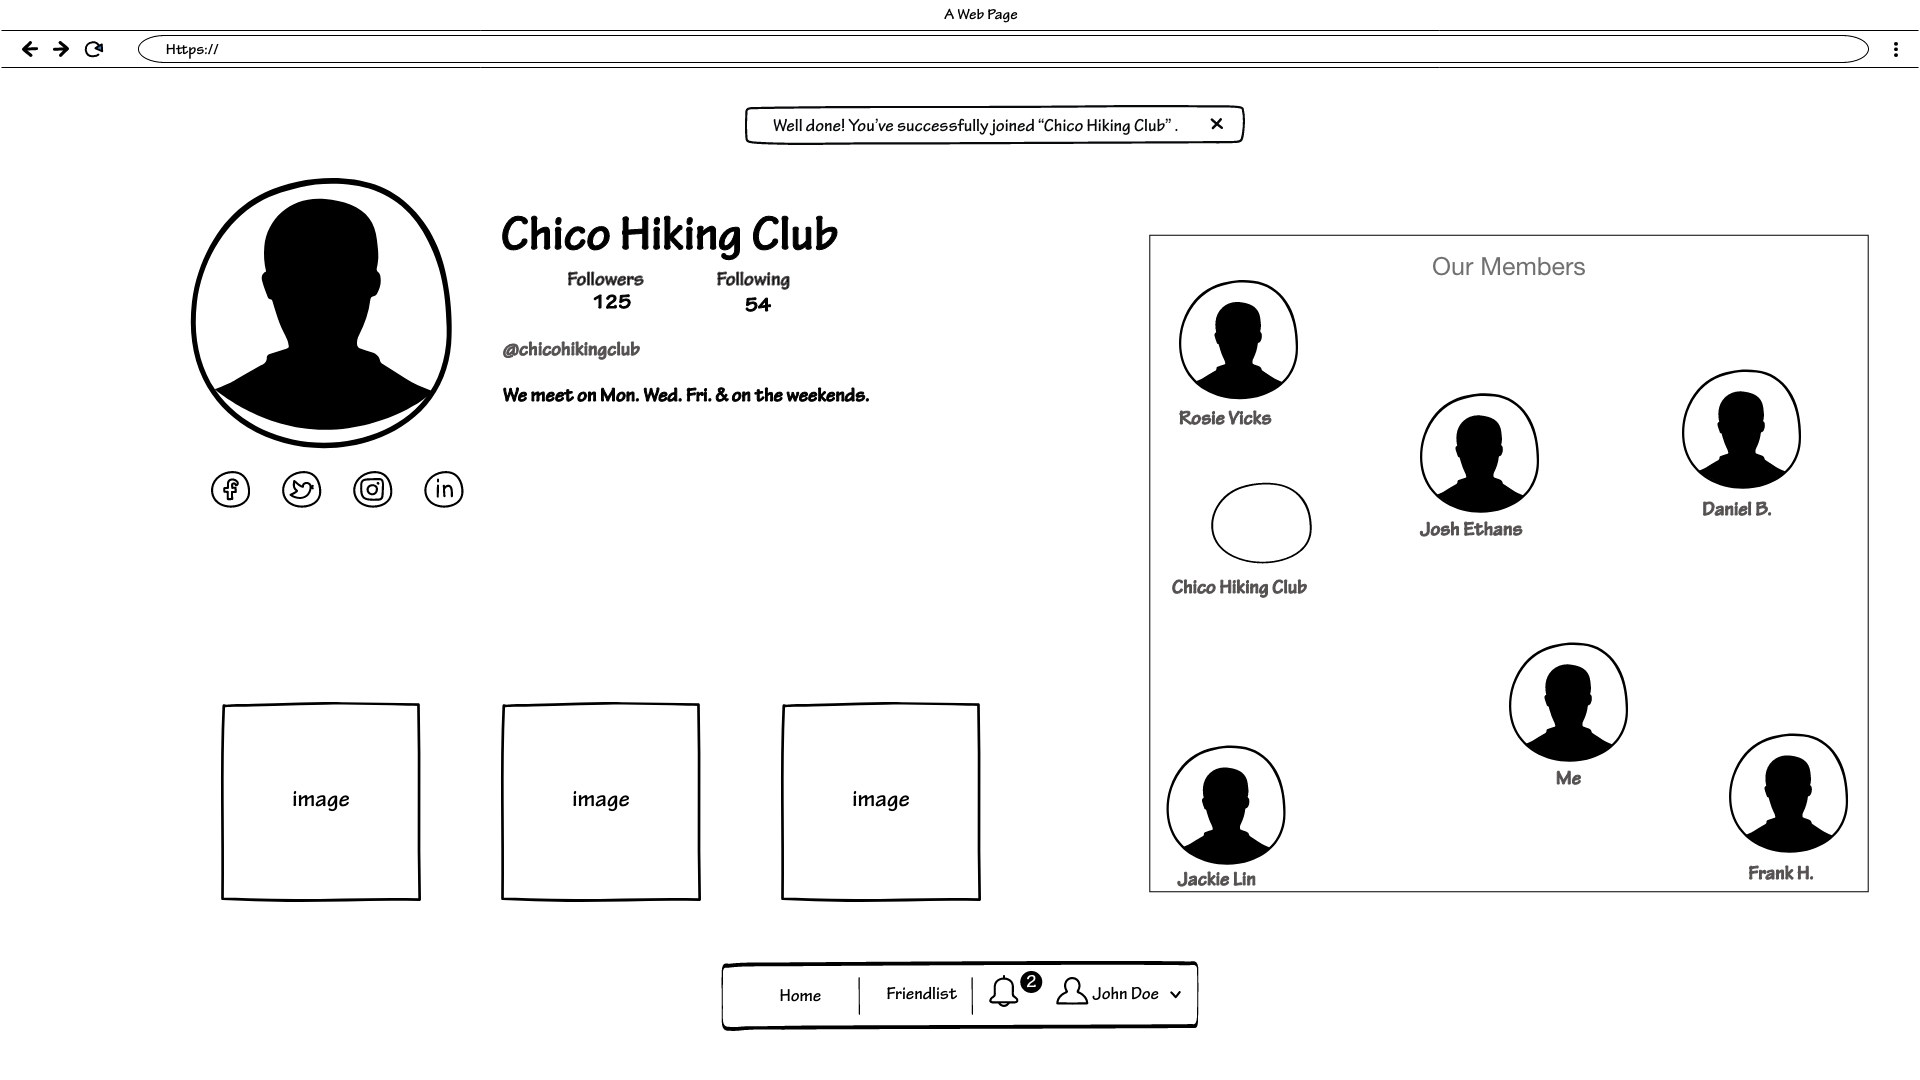 A Web Page
Https://
Well done! You’ve successfully joined “Chico Hiking Club” .
Chico Hiking Club
Followers Following
125 54
@chicohikingclub
We meet on Mon. Wed. Fri. & on the weekends.
in
Our Members
Rosie Vicks
Daniel B.
Josh Ethans
Chico Hiking Club
Me
Jackie Lin
Frank H.
image image image
Home Friendlist 2 John Doe